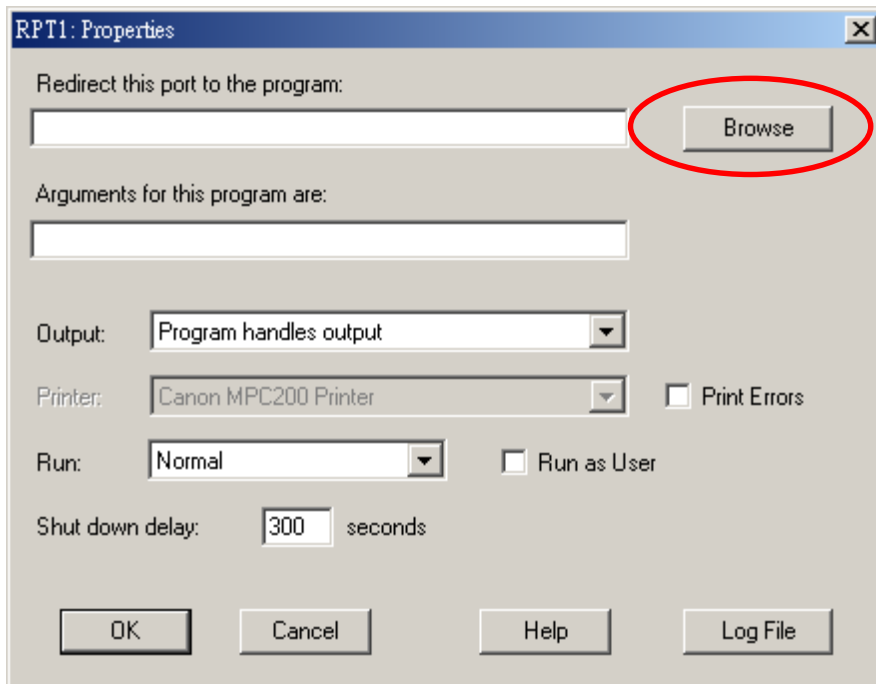 RPT1: Properties
Redirect this port to the program:
Browse
Arguments for this program are:
Output: Program handles output
Printer: Canon MPC200 Printer Print Errors
Run: Normal Run as User
Shut down delay: 300 seconds
OK Cancel Help Log File